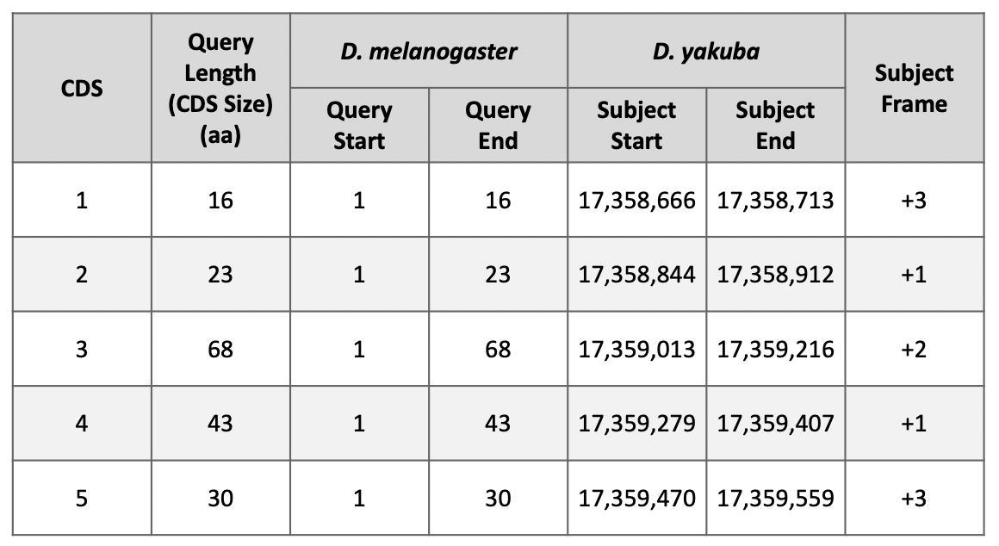 CDS
Query Length (CDS Size) (aa)
D. melanogaster
D. yakuba
Subject Frame
Query Start
Query End
Subject Start
Subject End
1 16 1 16 17,358,666 17,358,713 +3
2 23 1 23 17,358,844 17,358,912 +1
3 68 1 68 17,359,013 17,359,216 +2
4 43 1 43 17,359,279 17,359,407 +1
5 30 1 30 17,359,470 17,359,559 +3